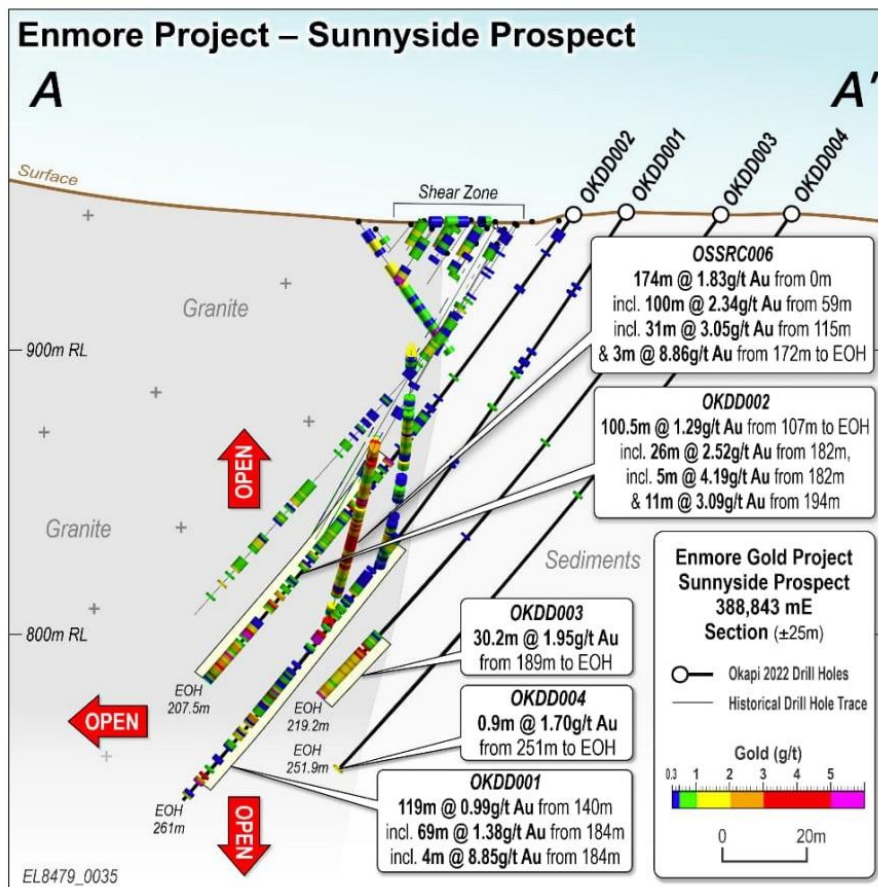 Enmore Project – Sunnyside Prospect
A
A'
OKDD002
OKDD001
OKDD003
OKDD004
Surface
Shear Zone
OSSRC006
174m @ 1.83g/t Au from 0m
incl. 100m @ 2.34g/t Au from 59m
incl. 31m @ 3.05g/t Au from 115m
& 3m @ 8.86g/t Au from 172m to EOH
Granite
900m RL
OKDD002
100.5m @ 1.29g/t Au from 107m to EOH
incl. 26m @ 2.52g/t Au from 182m,
incl. 5m @ 4.19g/t Au from 182m
& 11m @ 3.09g/t Au from 194m
OPEN
Granite
Sediments
Enmore Gold Project
Sunnyside Prospect
388,843 mE
Section (±25m)
Okapi 2022 Drill Holes
Historical Drill Hole Trace
Gold (g/t)
0.3 1 2 3 5
0 20m
800m RL
OKDD003
30.2m @ 1.95g/t Au
from 189m to EOH
EOH
207.5m
EOH
219.2m
OPEN
OKDD004
0.9m @ 1.70g/t Au
from 251m to EOH
EOH
251.9m
OKDD001
119m @ 0.99g/t Au from 140m
incl. 69m @ 1.38g/t Au from 184m
incl. 4m @ 8.85g/t Au from 184m
EOH
261m
OPEN
EL8479_0035